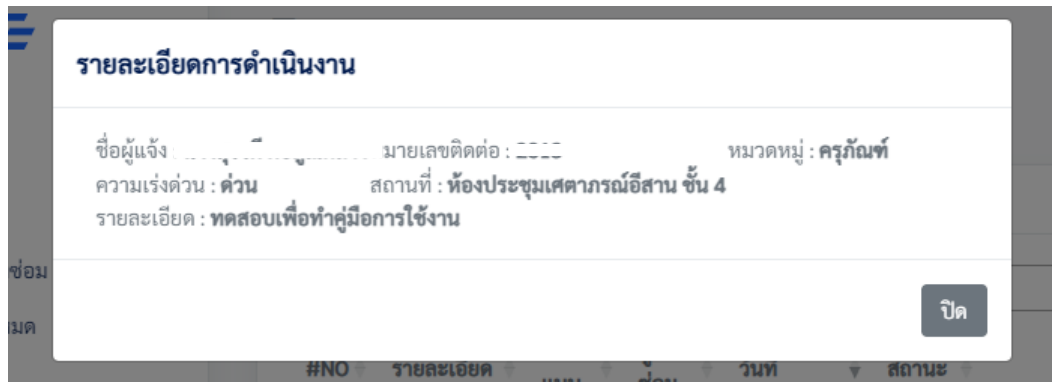 รายละเอียดการดำเนินงาน
ชื่อผู้แจ้ง มายเลขติดต่อ : หมวดหมู่ : ครุภัณฑ์
ความเร่งด่วน : ด่วน สถานที่ : ห้องประชุมเศตาภรณ์อีสาน ชั้น 4
รายละเอียด : ทดสอบเพื่อทำคู่มือการใช้งาน
ซ่อม
ปิด
#NO รายละเอียด ซ่อม วันที่ สถานะ